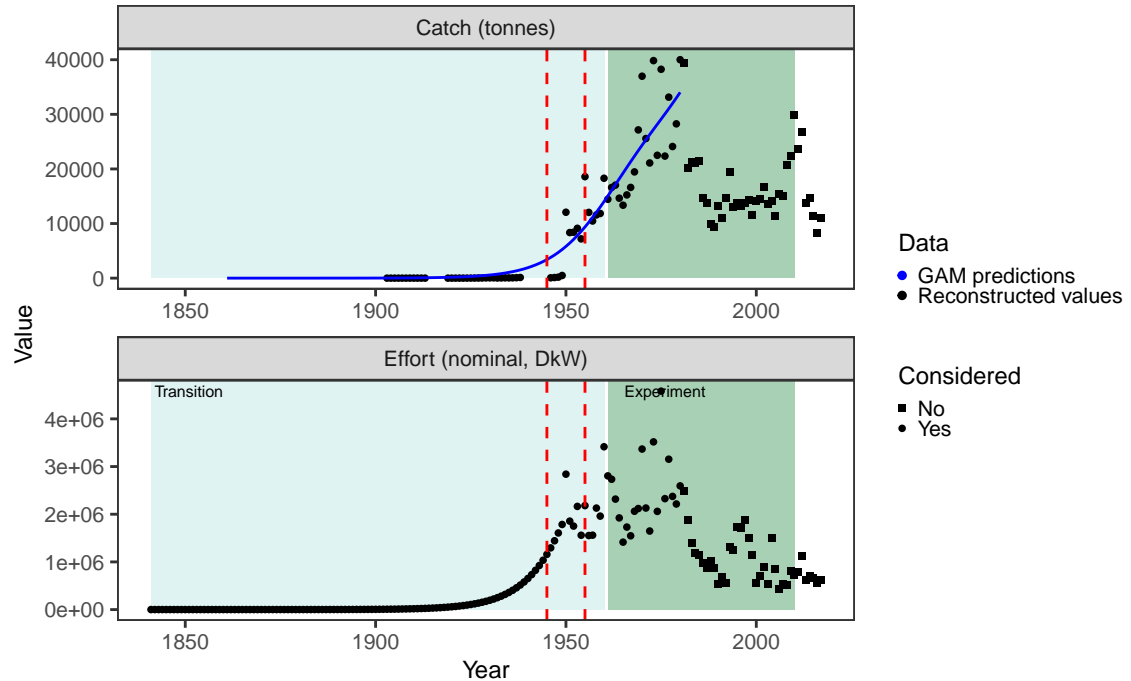 Catch (tonnes)
40000
30000
20000
10000
0
1850
1900
1950
2000
Value
Effort (nominal, DkW)
Transition
Experiment
4e+06
3e+06
2e+06
1e+06
0e+00
1850
1900
1950
2000
Year
Data
GAM predictions
Reconstructed values
Considered
No
Yes